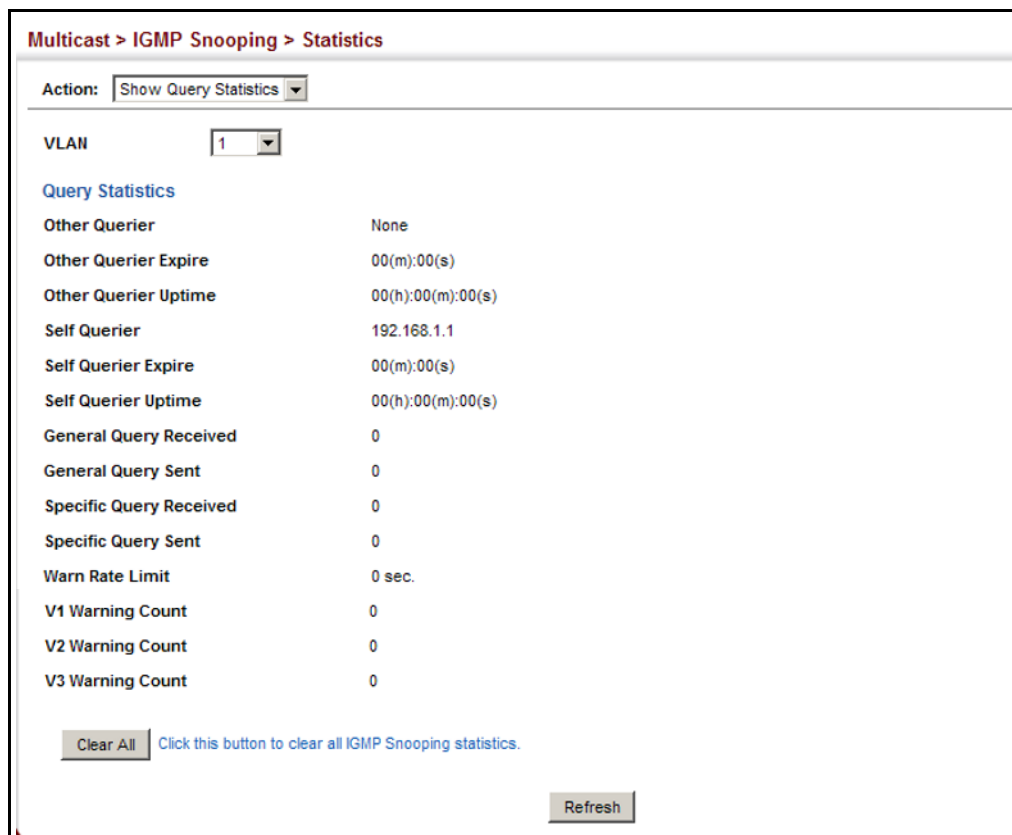 Multicast > IGMP Snooping > Statistics
Action: Show Query Statistics
VLAN 1
Query Statistics
Other Querier None
Other Querier Expire 00(m):00(s)
Other Querier Uptime 00(h):00(m):00(s)
Self Querier 192.168.1.1
Self Querier Expire 00(m):00(s)
Self Querier Uptime 00(h):00(m):00(s)
General Query Received 0
General Query Sent 0
Specific Query Received 0
Specific Query Sent 0
Warn Rate Limit 0 sec.
V1 Warning Count 0
V2 Warning Count 0
V3 Warning Count 0
Clear All Click this button to clear all IGMP Snooping statistics.
Refresh